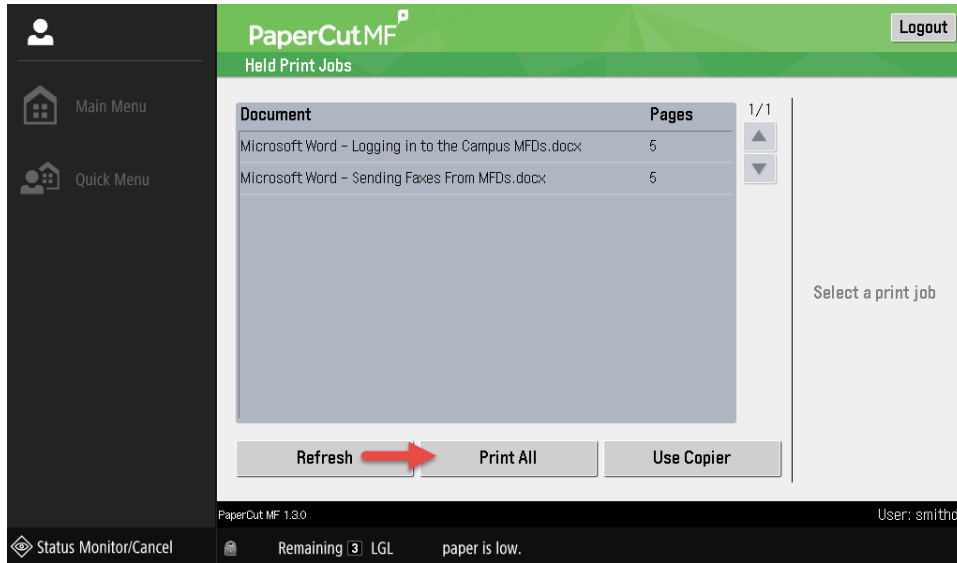 PaperCut MF
Logout
Held Print Jobs
Main Menu
Quick Menu
Document Pages 1/1
Microsoft Word - Logging in to the Campus MFDs.docx 5
Microsoft Word - Sending Faxes From MFDs.docx 5
Select a print job
Refresh Print All Use Copier
PaperCut MF 1.3.0 User: smithd
Status Monitor/Cancel Remaining 3 LGL paper is low.